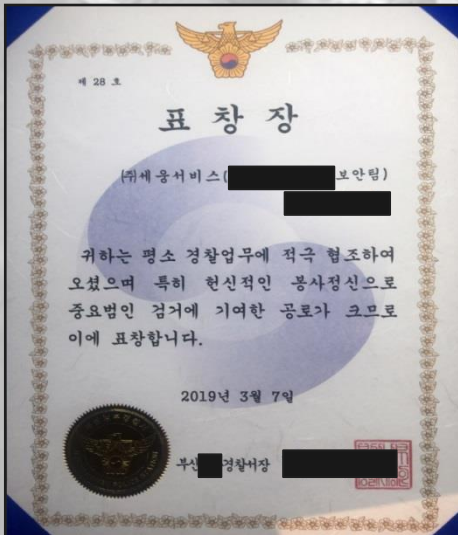 제 28 호
표 창 장
(주)세웅서비스( 보안팀)
귀하는 평소 경찰업무에 적극 협조하여
오셨으며 특히 헌신적인 봉사정신으로
중요범인 검거에 기여한 공로가 크므로
이에 표창합니다.
2019년 3월 7일
부산 경찰서장